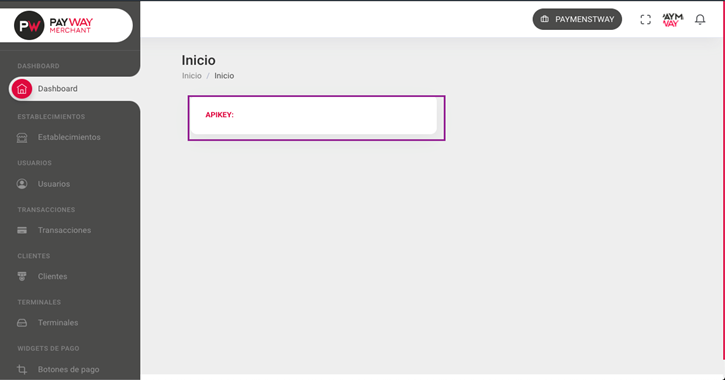 PW PAYWAY
MERCHANT
PAYMENSTWAY
PAYM
WAY
DASHBOARD
Dashboard
ESTABLECIMIENTOS
Establecimientos
USUARIOS
Usuarios
TRANSACCIONES
Transacciones
CLIENTES
Clientes
TERMINALES
Terminales
WIDGETS DE PAGO
Botones de pago
Inicio
Inicio / Inicio
APIKEY: